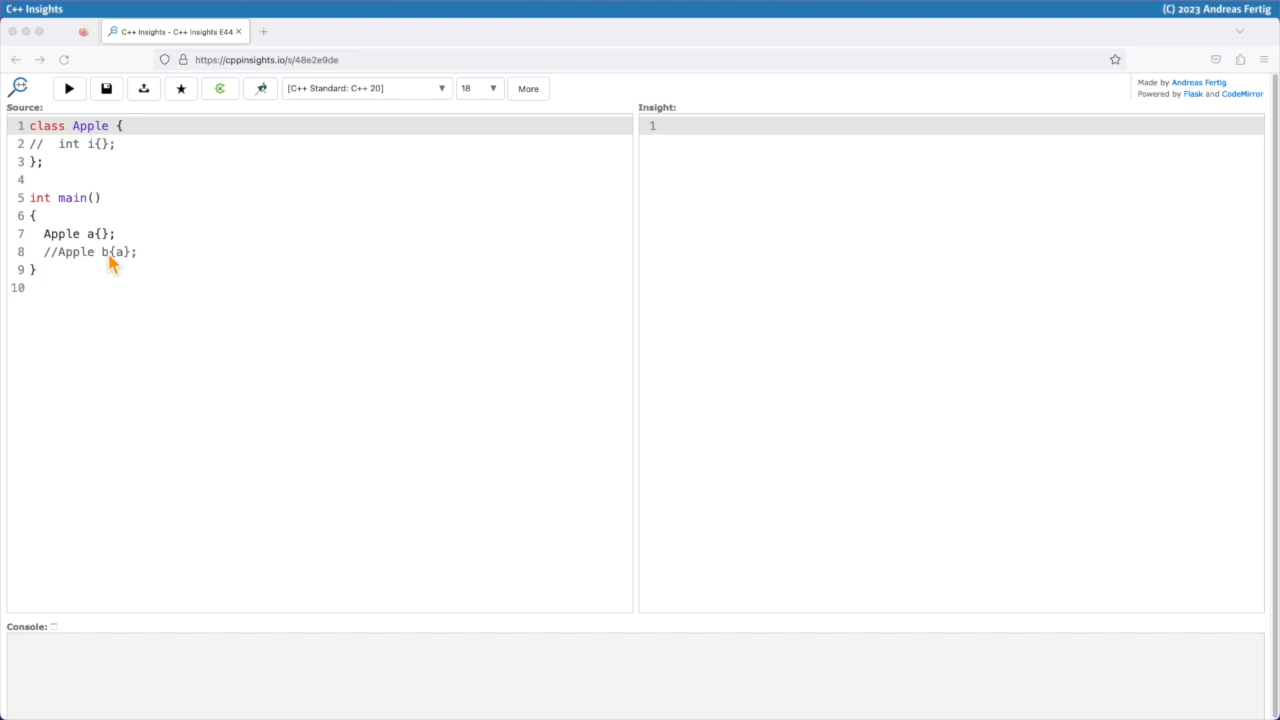 C++ Insights
(C) 2023 Andreas Fertig
C++ Insights - C++ Insights E44
https://cppinsights.io/s/48e2e9de
[C++ Standard: C++ 20]
18
More
Made by Andreas Fertig
Powered by Flask and CodeMirror
Source:
1 class Apple {
2 //  int i{};
3 };
4
5 int main()
6 {
7   Apple a{};
8   //Apple b{a};
9 }
10
Insight:
1
Console: